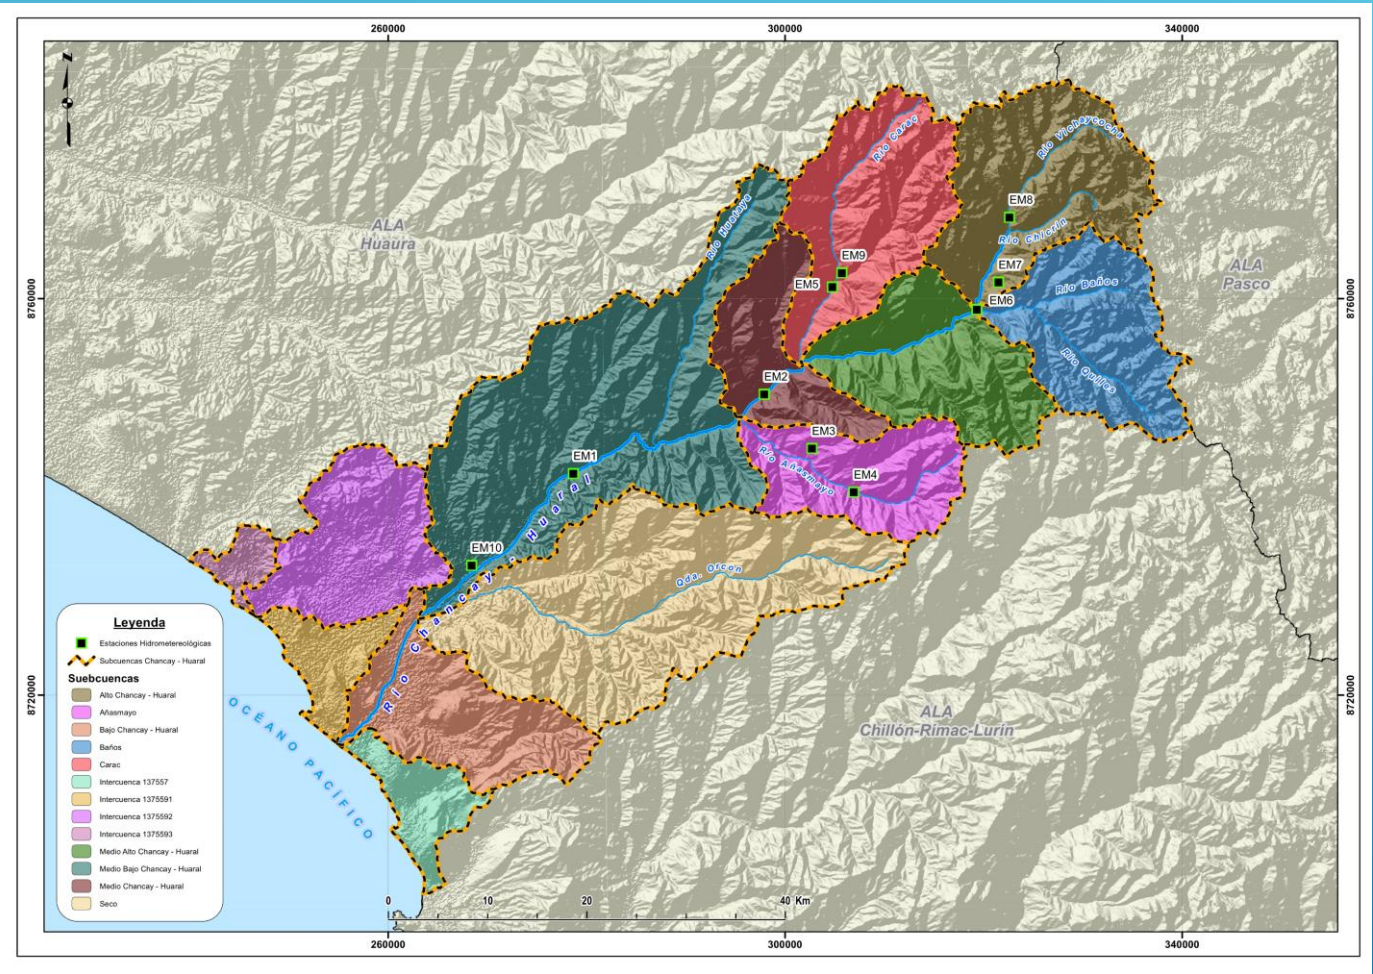 260000
300000
340000
N
8760000
8760000
8720000
8720000
ALA
Huaura
ALA
Pasco
ALA
Chillón-Rímac-Lurín
Río Carac
Río Vichaycocha
Río Huataya
Río Chicrín
Río Baños
Río Quiles
Río Añasmayo
Qda. Orcon
Río Chancay - Huaral
EM8
EM9
EM7
EM5
EM6
EM2
EM3
EM1
EM4
EM10
OCÉANO PACÍFICO
Leyenda
Estaciones Hidrometereológicas
Subcuencas Chancay - Huaral
Suebcuencas
Alto Chancay - Huaral
Añasmayo
Bajo Chancay - Huaral
Baños
Carac
Intercuenca 137557
Intercuenca 1375591
Intercuenca 1375592
Intercuenca 1375593
Medio Alto Chancay - Huaral
Medio Bajo Chancay - Huaral
Medio Chancay - Huaral
Seco
0 10 20 40 Km
260000
300000
340000